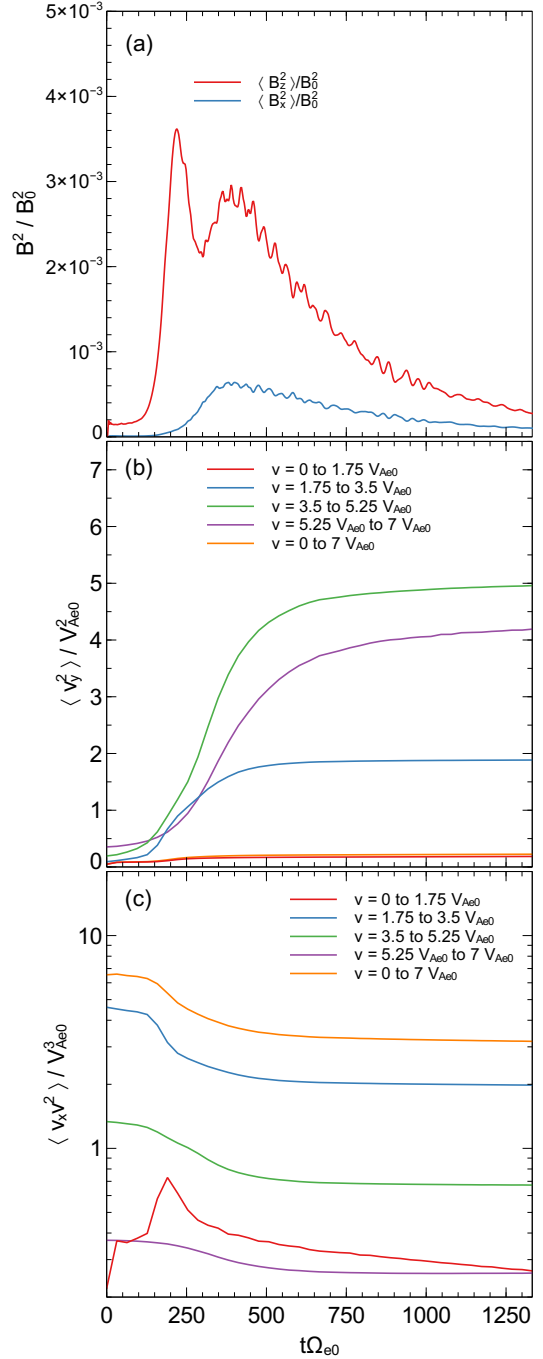 5×10⁻³
(a)
⟨ B_z² ⟩/B₀²
⟨ B_x² ⟩/B₀²
4×10⁻³
3×10⁻³
2×10⁻³
10⁻³
0
B² / B₀²
(b)
v = 0 to 1.75 V_Ae0
v = 1.75 to 3.5 V_Ae0
v = 3.5 to 5.25 V_Ae0
v = 5.25 V_Ae0 to 7 V_Ae0
v = 0 to 7 V_Ae0
7
6
5
4
3
2
1
0
⟨ v_y² ⟩ / V²_Ae0
(c)
v = 0 to 1.75 V_Ae0
v = 1.75 to 3.5 V_Ae0
v = 3.5 to 5.25 V_Ae0
v = 5.25 V_Ae0 to 7 V_Ae0
v = 0 to 7 V_Ae0
10
1
⟨ v_x v² ⟩ / V³_Ae0
0 250 500 750 1000 1250
tΩ_e0